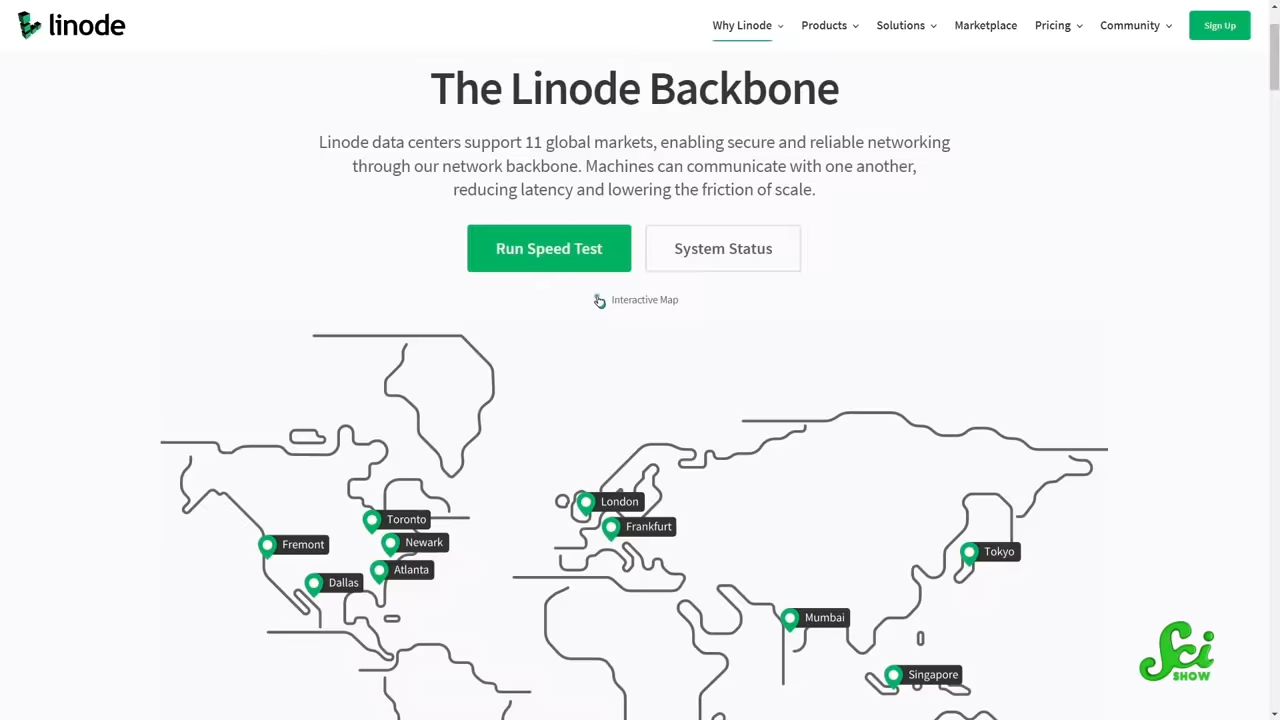 linode
Why Linode
Products
Solutions
Marketplace
Pricing
Community
Sign Up
The Linode Backbone
Linode data centers support 11 global markets, enabling secure and reliable networking
through our network backbone. Machines can communicate with one another,
reducing latency and lowering the friction of scale.
Run Speed Test
System Status
Interactive Map
London
Toronto
Frankfurt
Newark
Fremont
Tokyo
Atlanta
Dallas
Mumbai
Singapore
Sci
SHOW